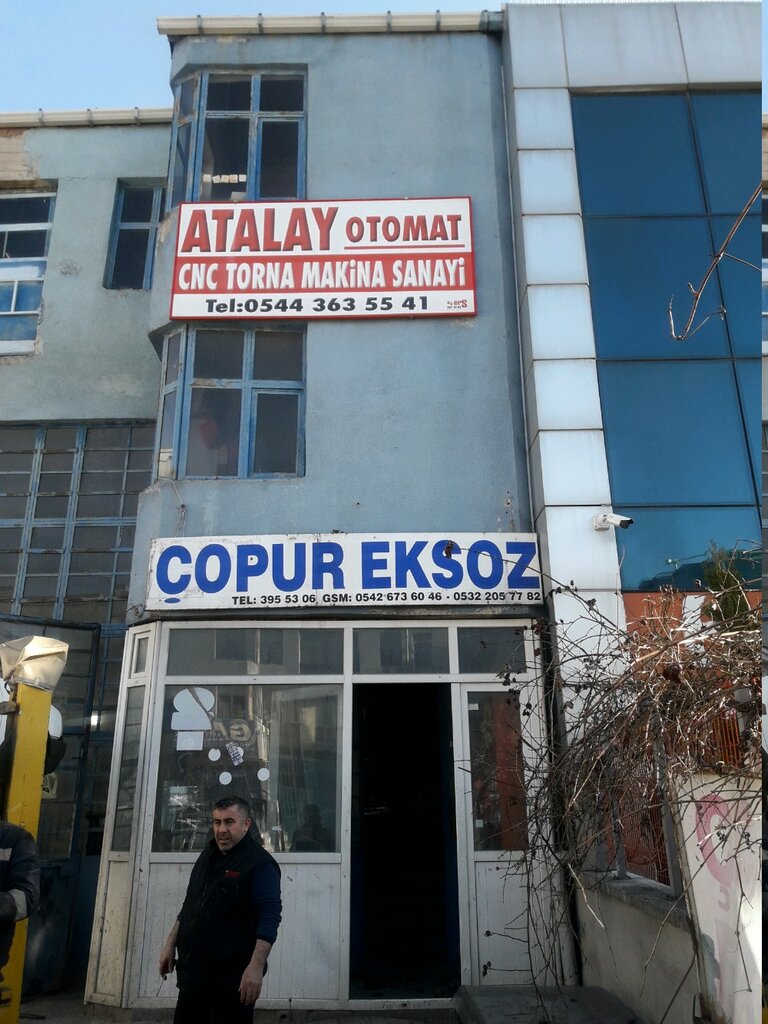 ATALAY OTOMAT
CNC TORNA MAKİNA SANAYİ
Tel:0544 363 55 41
ÇOPUR EKSOZ
TEL: 395 53 06 GSM: 0542 673 60 46 - 0532 205 77 82